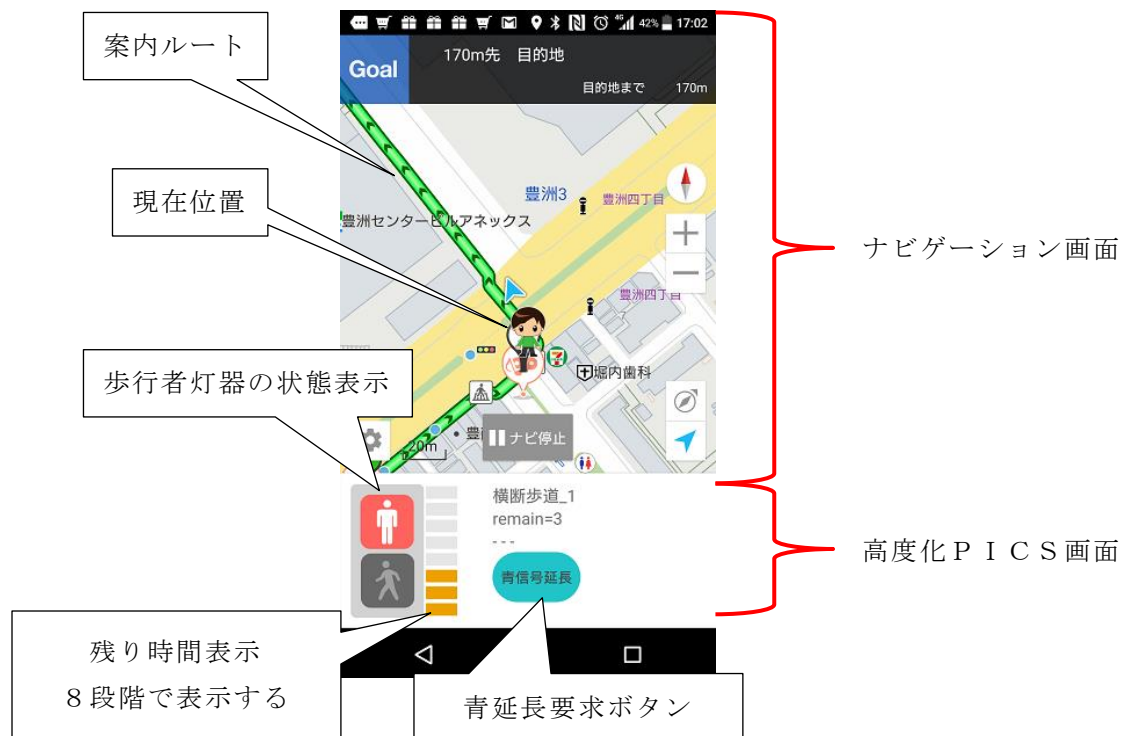 案内ルート
現在位置
歩行者灯器の状態表示
残り時間表示
８段階で表示する
4G 42% 17:02
Goal
170m先 目的地
目的地まで 170m
豊洲3
豊洲四丁目
豊洲センタービルアネックス
豊洲四丁目
堀内歯科
豊
ナビ停止
20m
横断歩道_1
remain=3
---
青信号延長
青延長要求ボタン
ナビゲーション画面
高度化ＰＩＣＳ画面